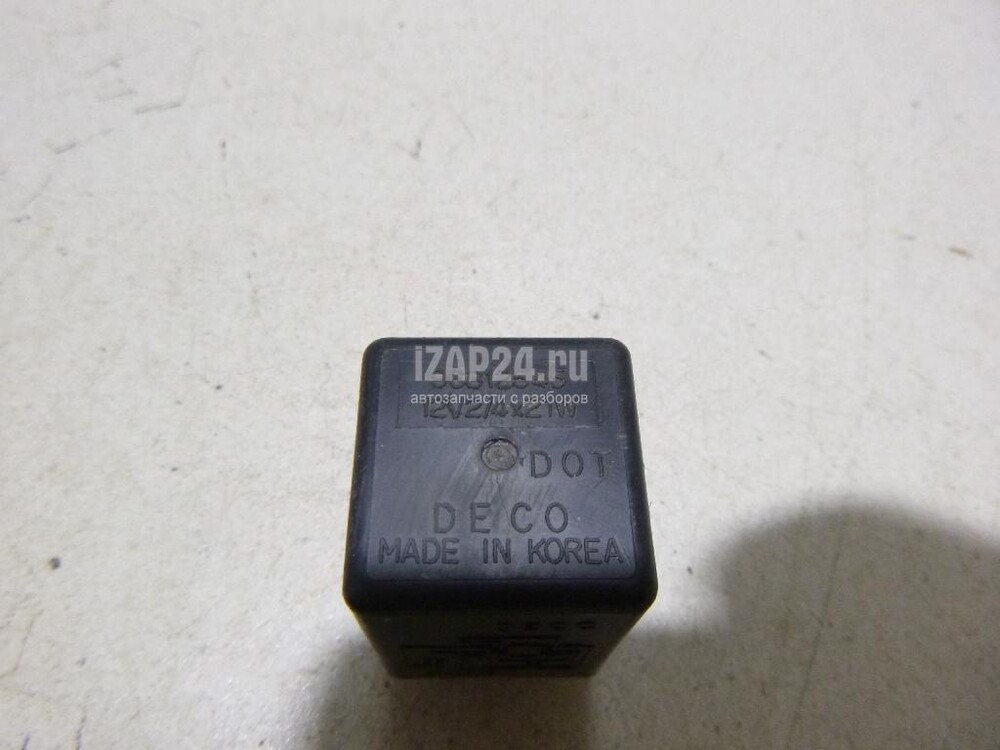 iZAP24.ru
автозапчасти с разборов
12V2/4x21W
DOT
DECO
MADE IN KOREA